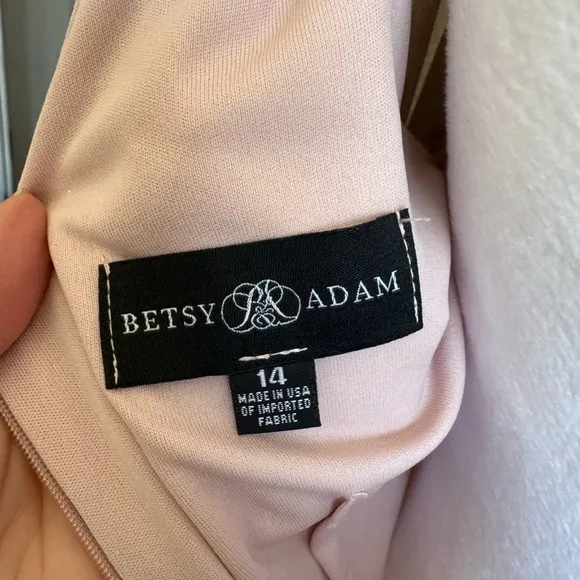 BETSY & ADAM
14
MADE IN USA
OF IMPORTED
FABRIC